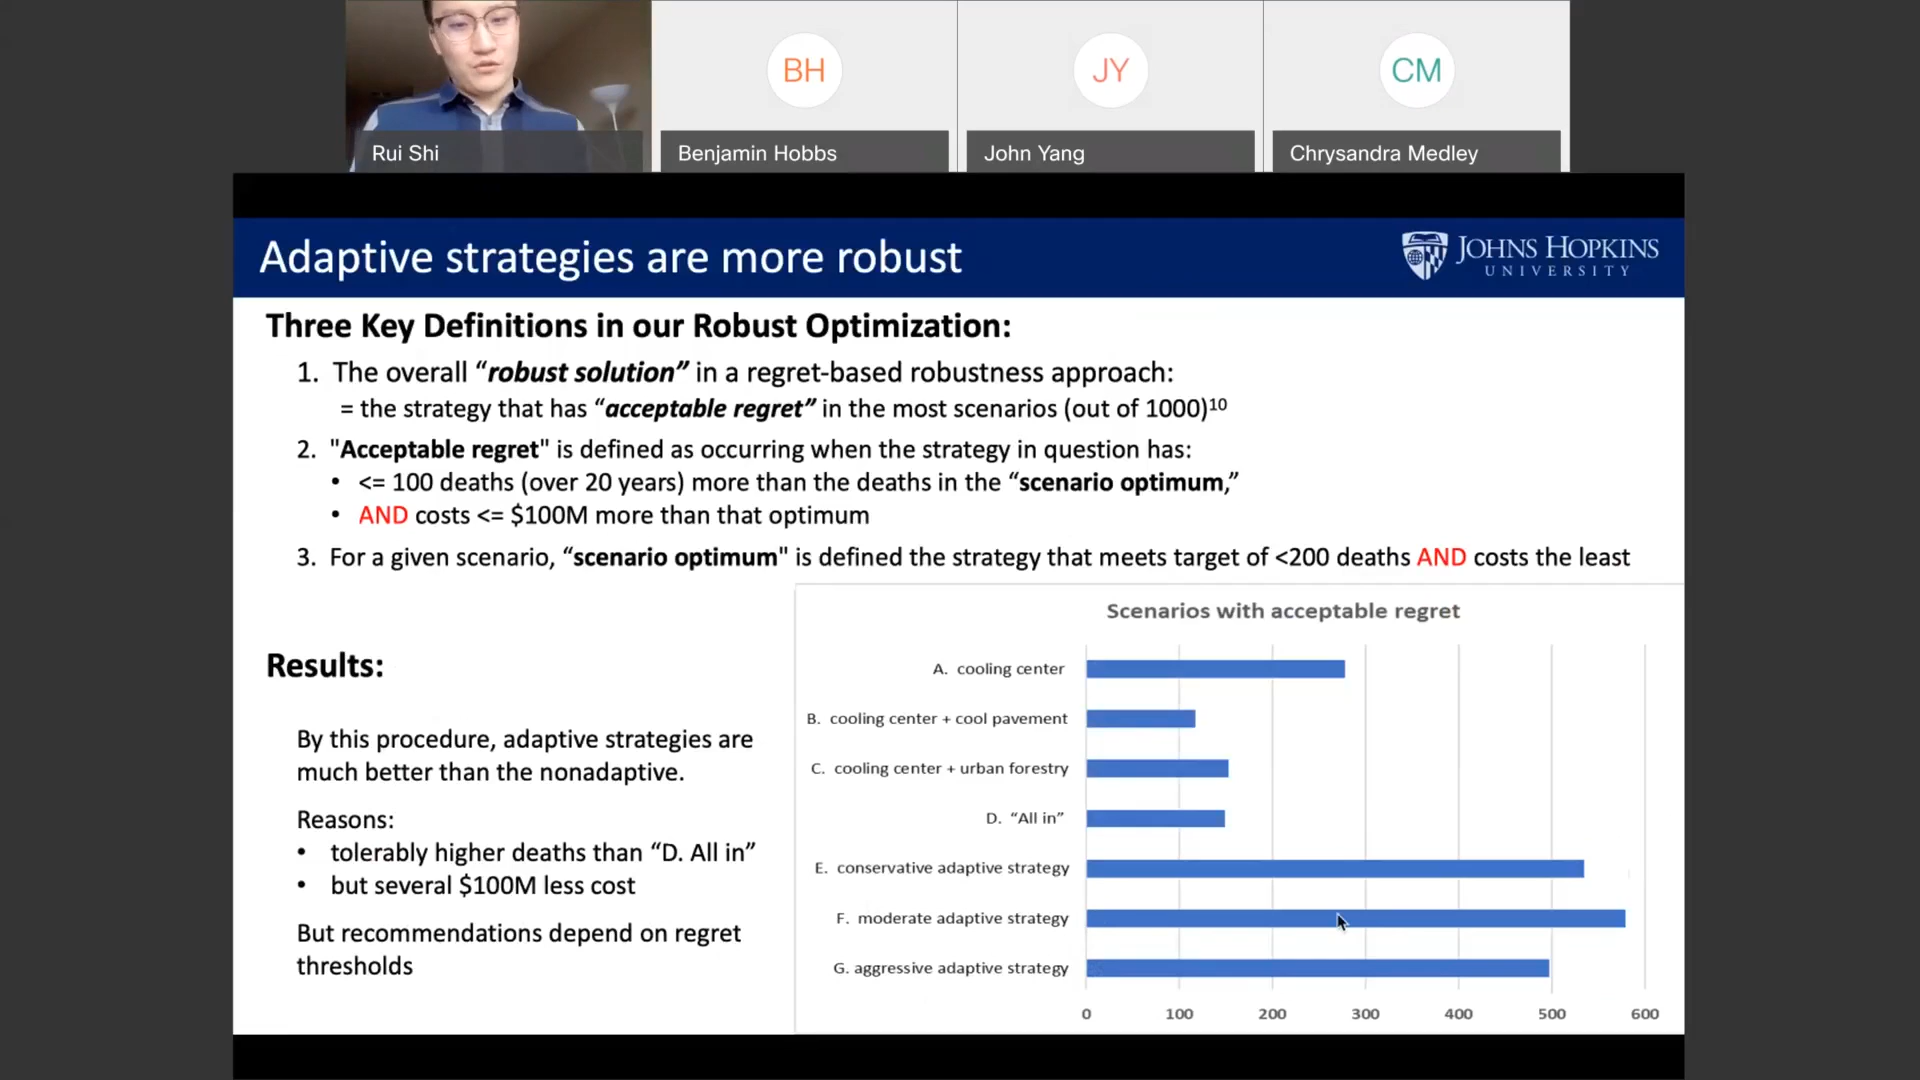 BH
JY
CM
Rui Shi
Benjamin Hobbs
John Yang
Chrysandra Medley
Adaptive strategies are more robust
JOHNS HOPKINS
UNIVERSITY
Three Key Definitions in our Robust Optimization:
1. The overall “robust solution” in a regret-based robustness approach:
= the strategy that has “acceptable regret” in the most scenarios (out of 1000)10
2. "Acceptable regret" is defined as occurring when the strategy in question has:
• <= 100 deaths (over 20 years) more than the deaths in the “scenario optimum,”
• AND costs <= $100M more than that optimum
3. For a given scenario, “scenario optimum" is defined the strategy that meets target of <200 deaths AND costs the least
Results:
By this procedure, adaptive strategies are
much better than the nonadaptive.
Reasons:
• tolerably higher deaths than “D. All in”
• but several $100M less cost
But recommendations depend on regret
thresholds
Scenarios with acceptable regret
A. cooling center
B. cooling center + cool pavement
C. cooling center + urban forestry
D. “All in”
E. conservative adaptive strategy
F. moderate adaptive strategy
G. aggressive adaptive strategy
0 100 200 300 400 500 600